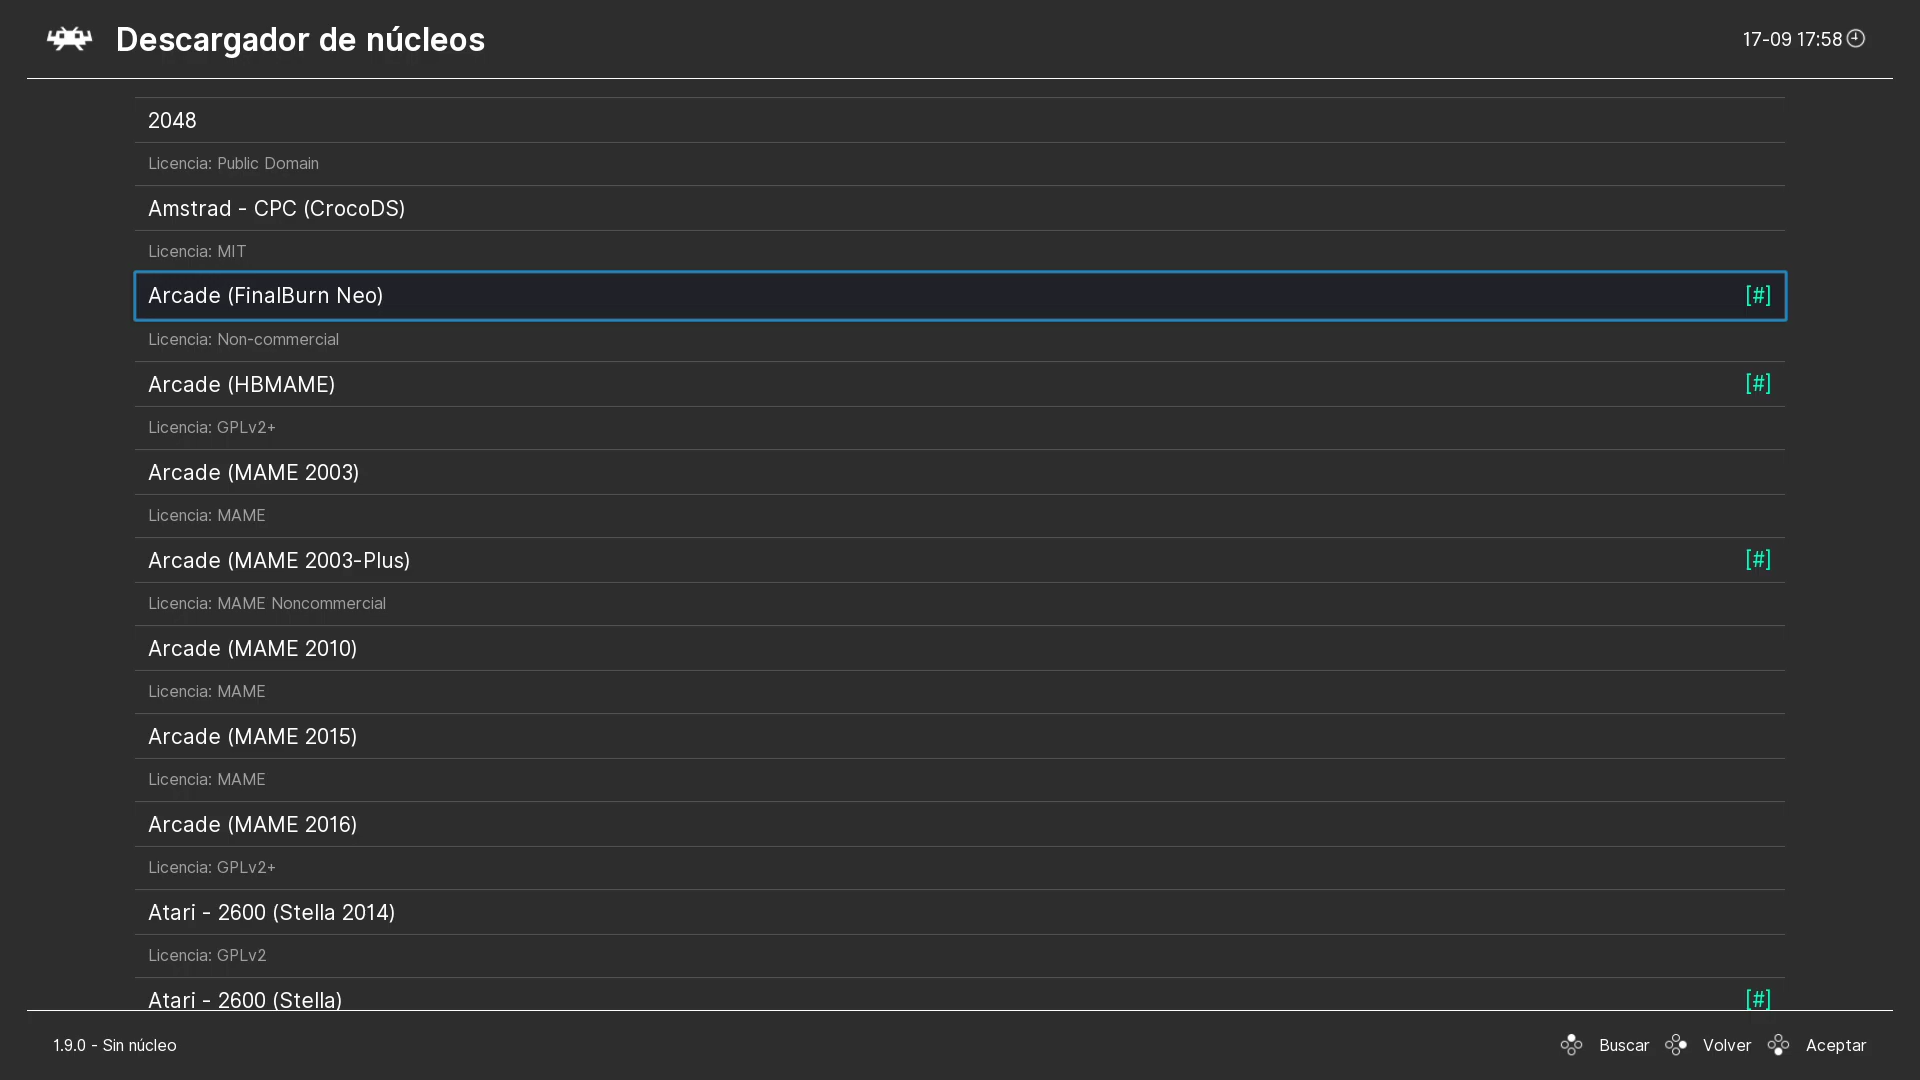 Descargador de núcleos
17-09 17:58
2048
Licencia: Public Domain
Amstrad - CPC (CrocoDS)
Licencia: MIT
Arcade (FinalBurn Neo) [#]
Licencia: Non-commercial
Arcade (HBMAME) [#]
Licencia: GPLv2+
Arcade (MAME 2003)
Licencia: MAME
Arcade (MAME 2003-Plus) [#]
Licencia: MAME Noncommercial
Arcade (MAME 2010)
Licencia: MAME
Arcade (MAME 2015)
Licencia: MAME
Arcade (MAME 2016)
Licencia: GPLv2+
Atari - 2600 (Stella 2014)
Licencia: GPLv2
Atari - 2600 (Stella) [#]
1.9.0 - Sin núcleo
Buscar Volver Aceptar